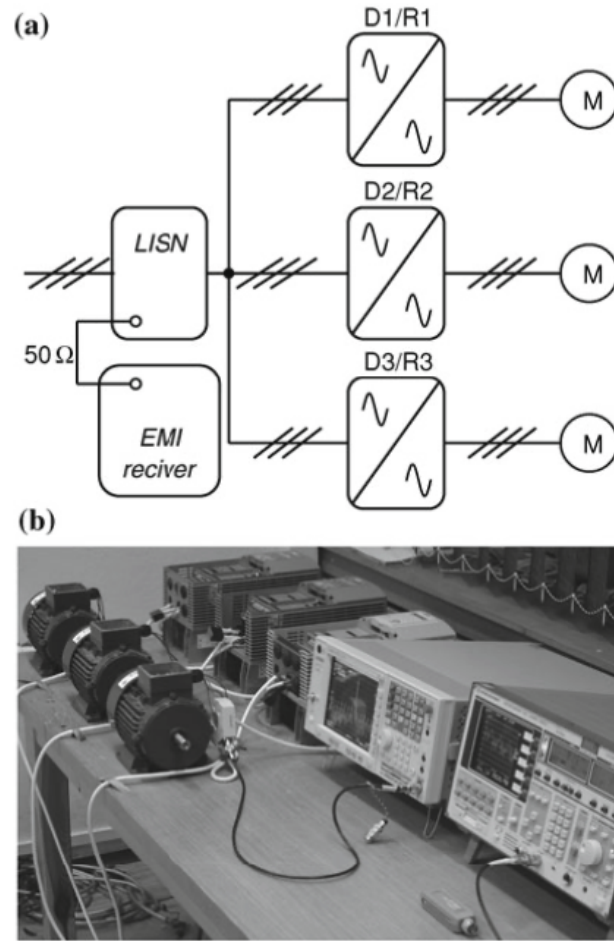 (a)
D1/R1
M
D2/R2
LISN
M
50 Ω
D3/R3
EMI
reciver
M
(b)